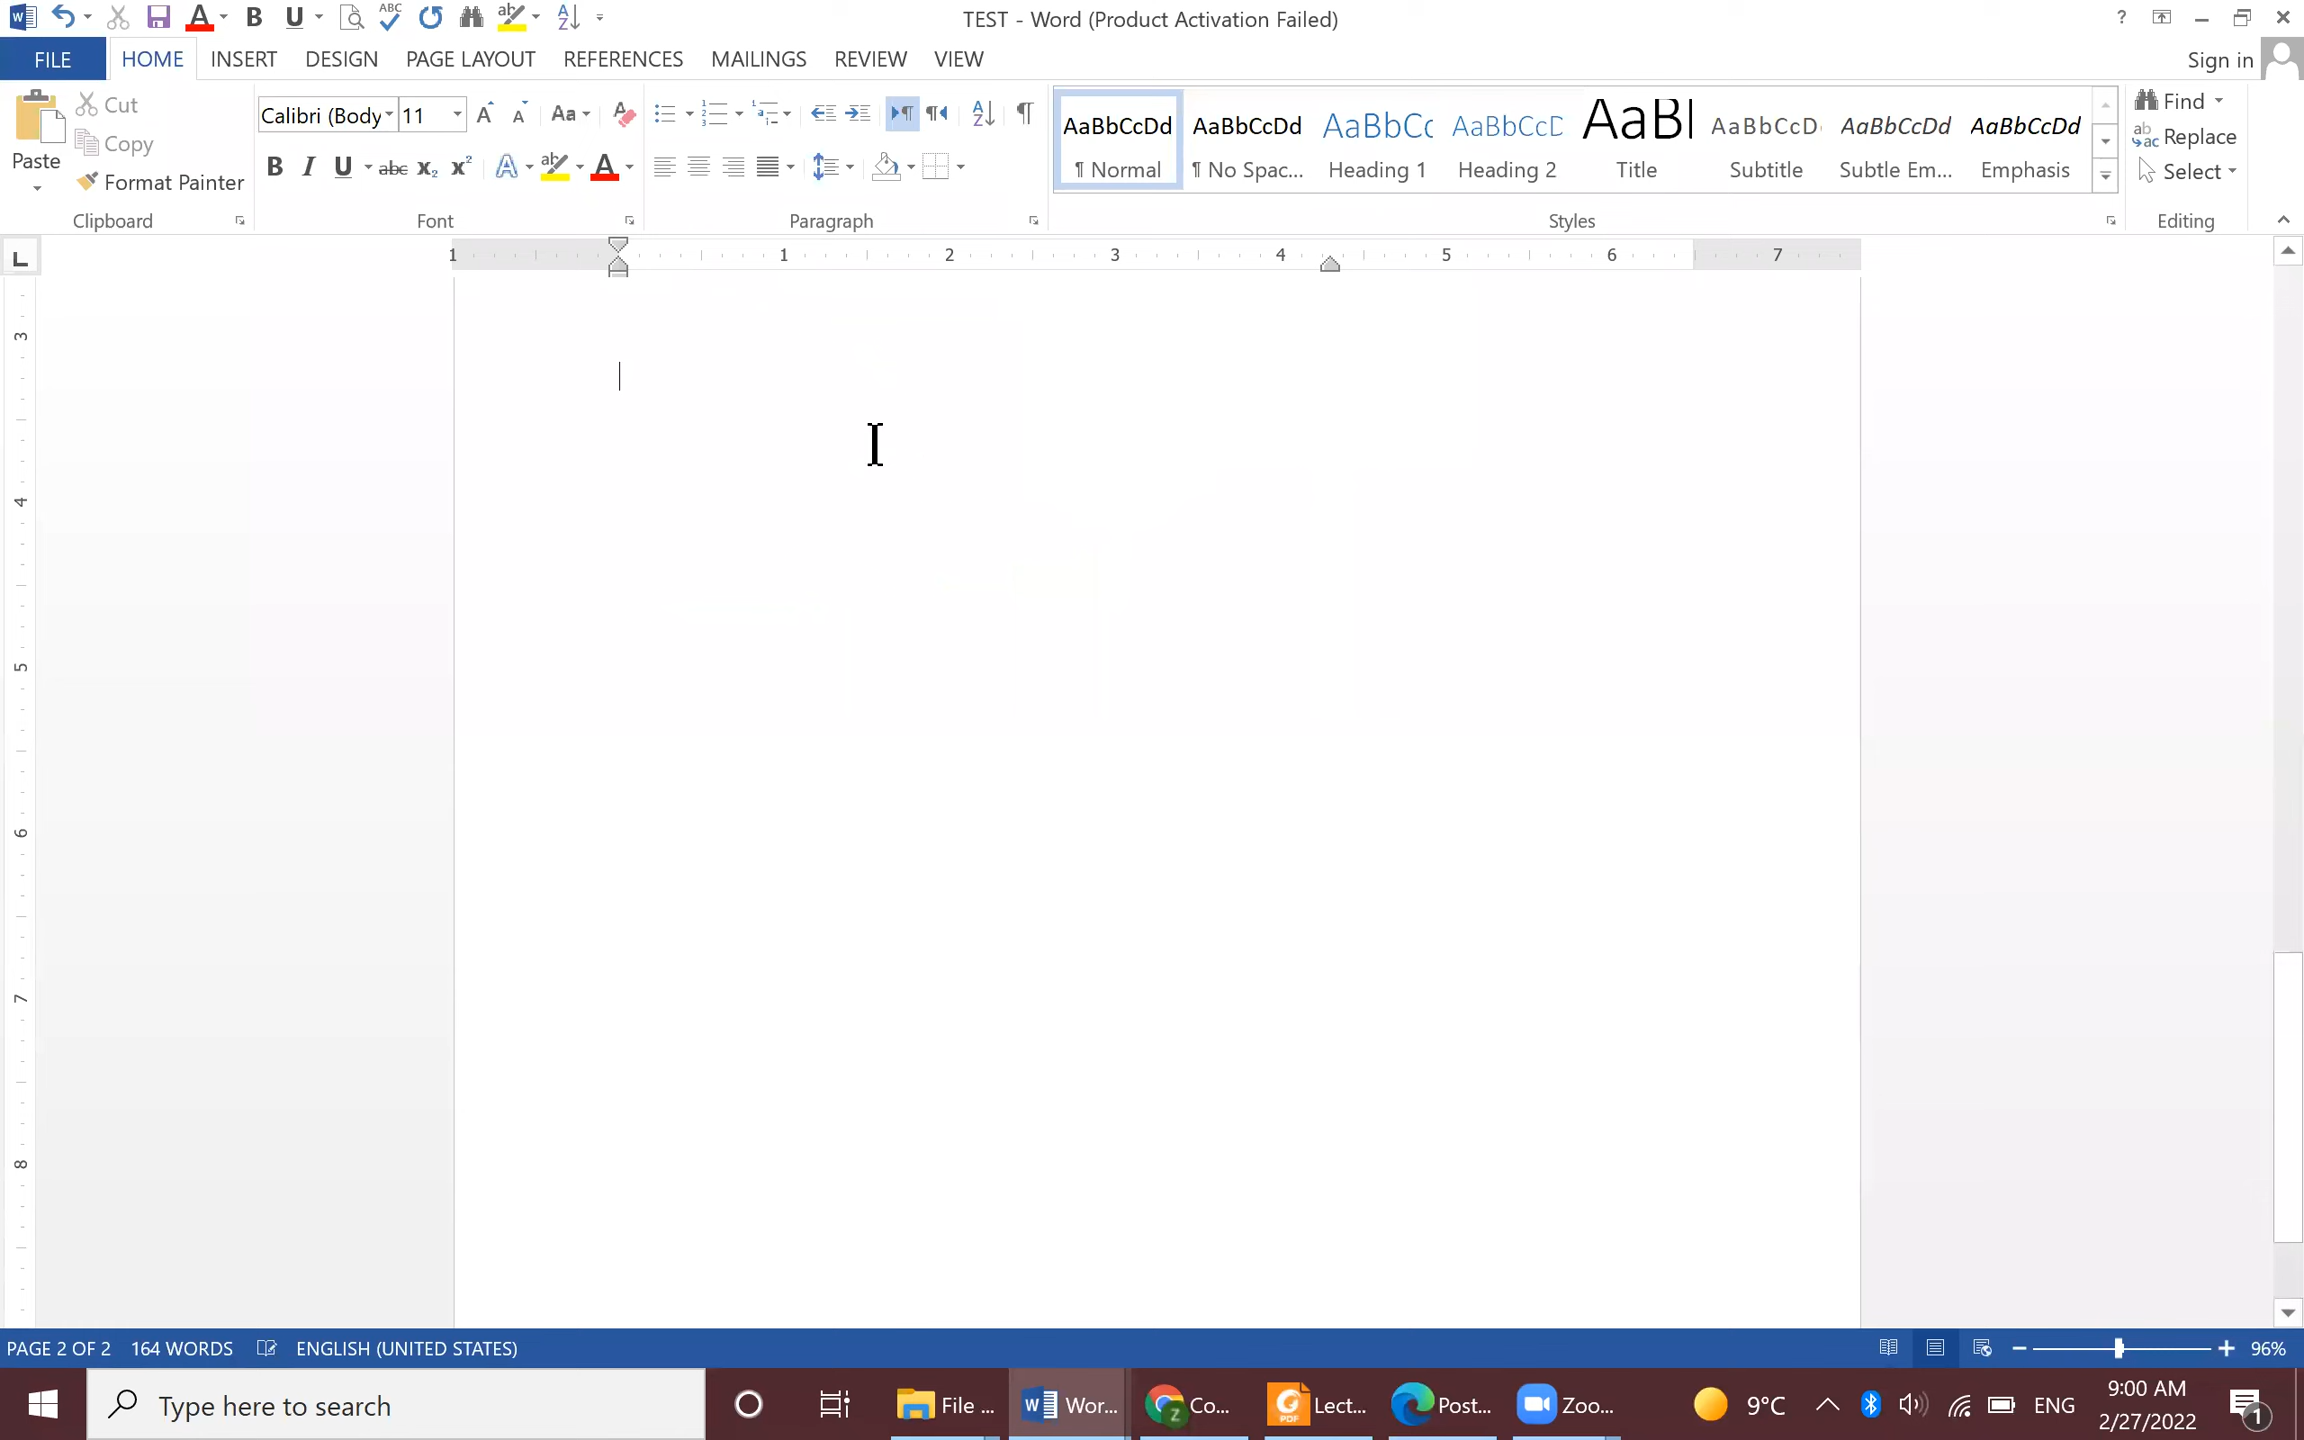 TEST - Word (Product Activation Failed)
FILE HOME INSERT DESIGN PAGE LAYOUT REFERENCES MAILINGS REVIEW VIEW Sign in
Paste
Cut
Copy
Format Painter
Clipboard
Calibri (Body 11
Font
Paragraph
AaBbCcDd AaBbCcDd AaBbCc AaBbCcD AaBl AaBbCcD AaBbCcDd AaBbCcDd
¶ Normal ¶ No Spac... Heading 1 Heading 2 Title Subtitle Subtle Em... Emphasis
Styles
Find
Replace
Select
Editing
1 1 2 3 4 5 6 7
3
4
5
6
7
8
PAGE 2 OF 2 164 WORDS ENGLISH (UNITED STATES) 96%
Type here to search
File ... Wor... Co... Lect... Post... Zoo...
9°C ENG
9:00 AM
2/27/2022
1